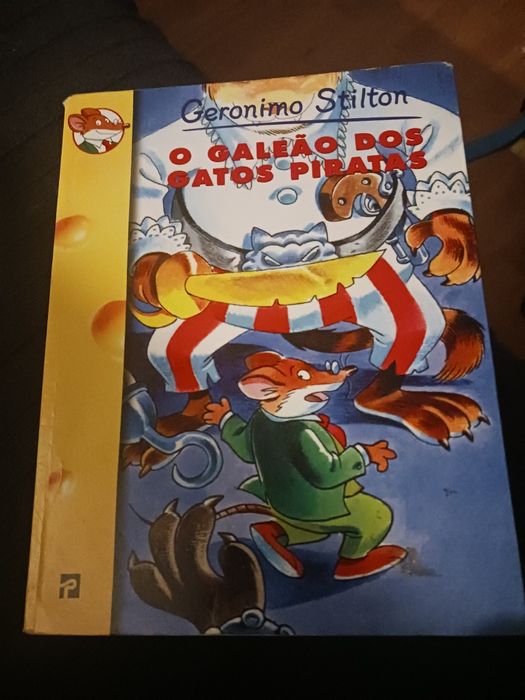 Geronimo Stilton
O GALEÃO DOS
GATOS PIRATAS